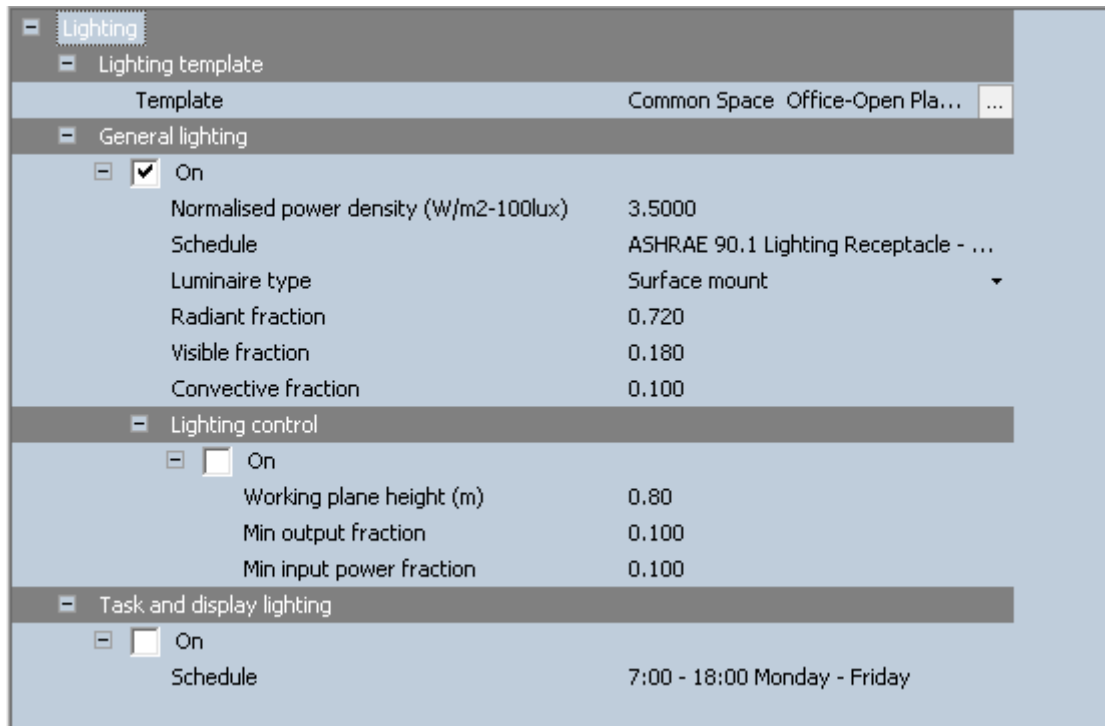 Lighting
Lighting template
Template Common Space Office-Open Pla... ...
General lighting
On
Normalised power density (W/m2-100lux) 3.5000
Schedule ASHRAE 90.1 Lighting Receptacle - ...
Luminaire type Surface mount
Radiant fraction 0.720
Visible fraction 0.180
Convective fraction 0.100
Lighting control
On
Working plane height (m) 0.80
Min output fraction 0.100
Min input power fraction 0.100
Task and display lighting
On
Schedule 7:00 - 18:00 Monday - Friday